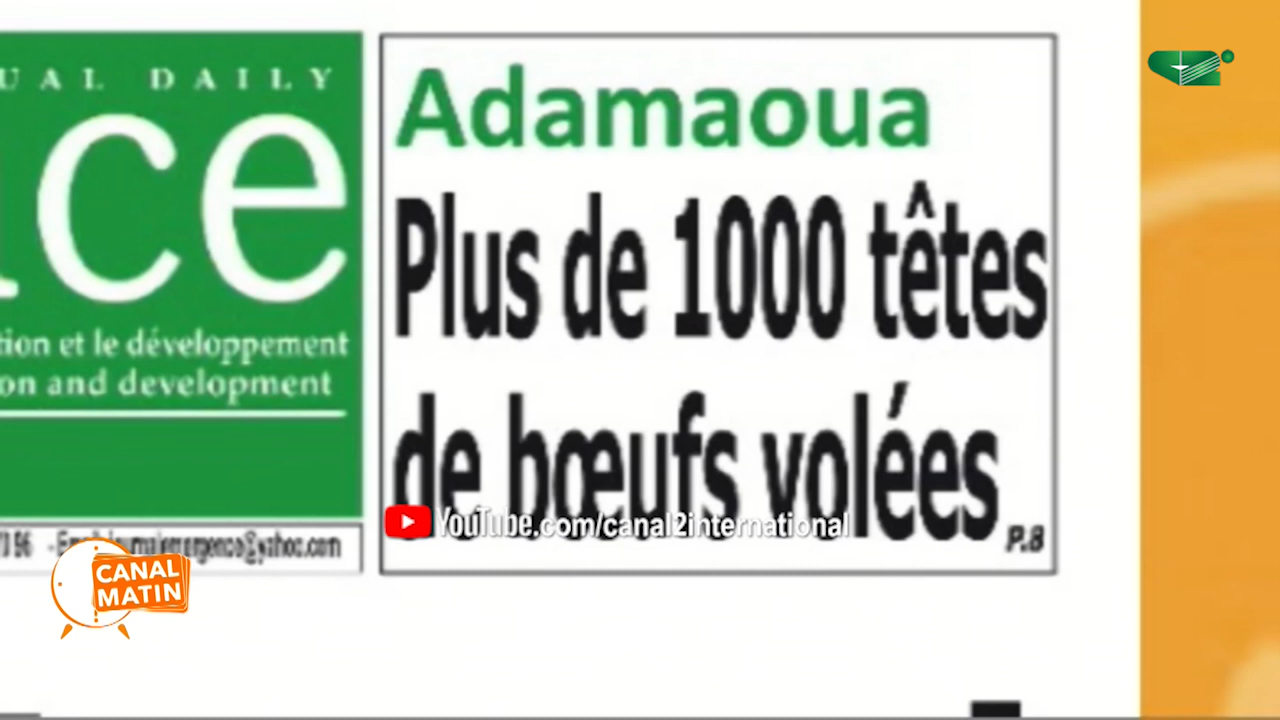 UAL DAILY
ce
Adamaoua
Plus de 1000 têtes
de bœufs volées
P.8
tion et le développement
on and development
YouTube.com/canal2international
CANAL
MATIN